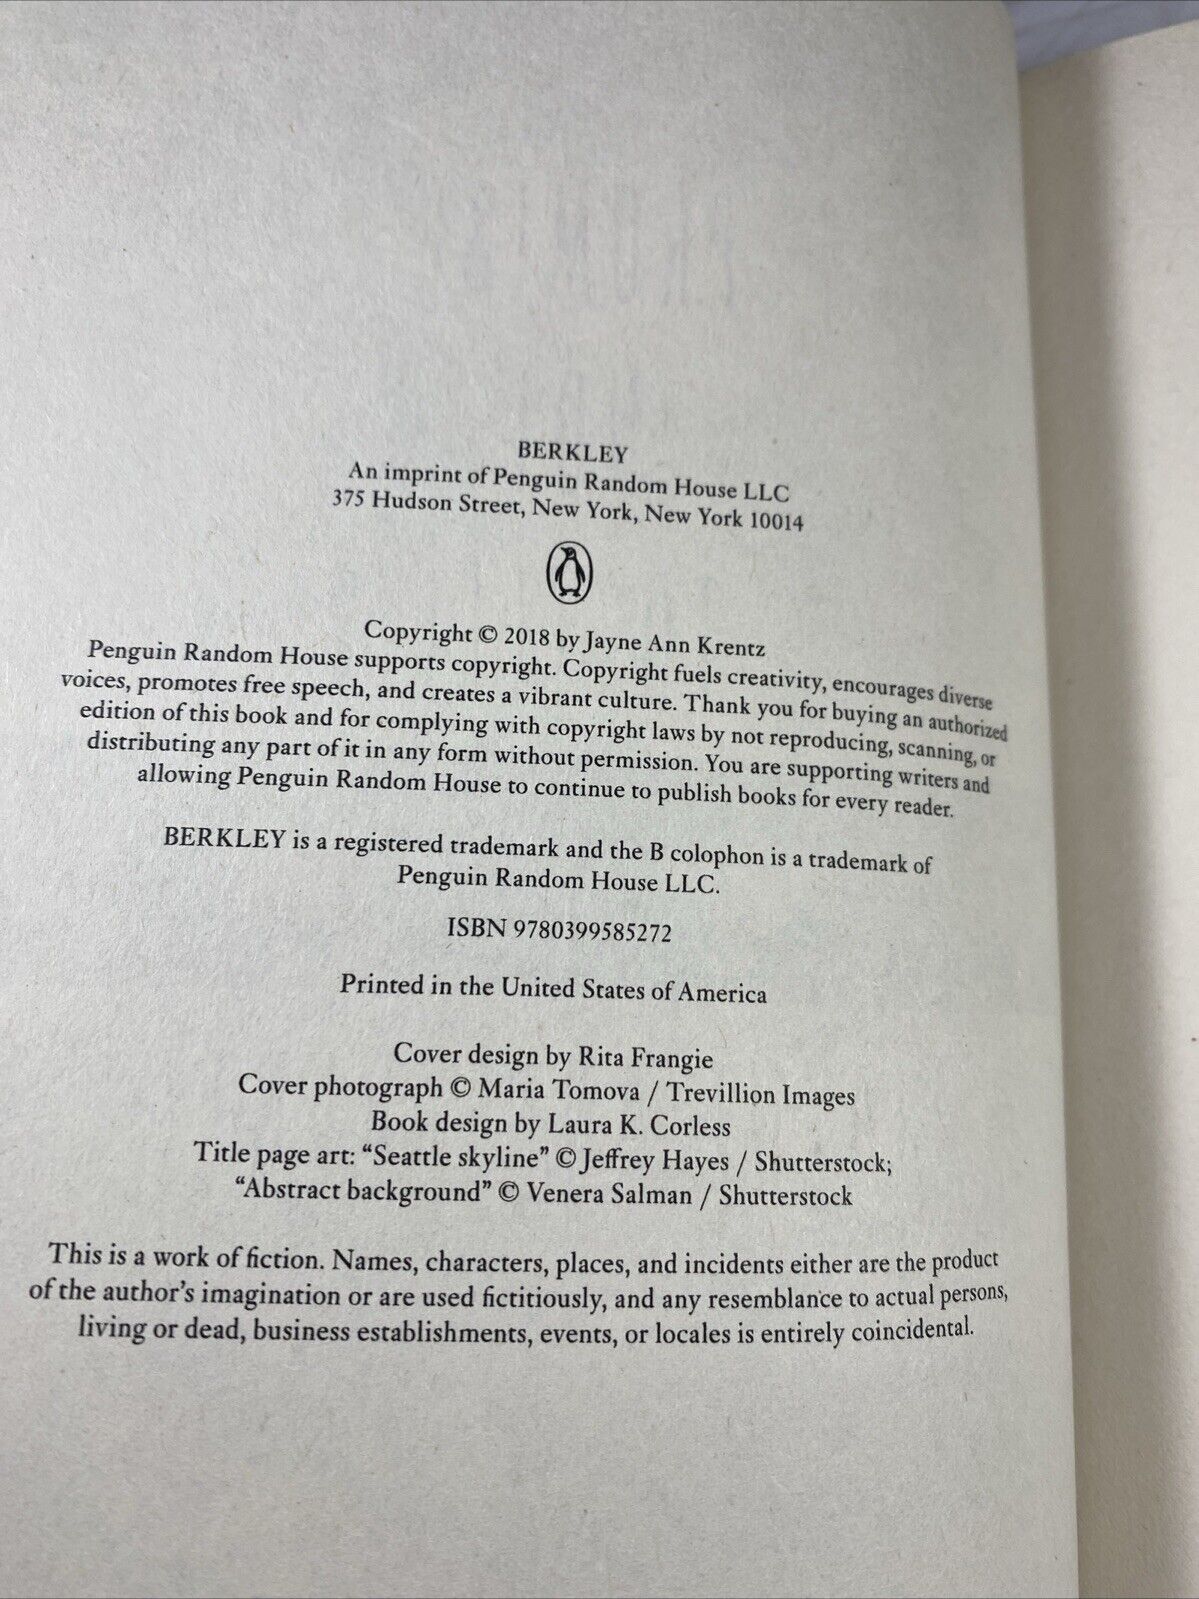 BERKLEY
An imprint of Penguin Random House LLC
375 Hudson Street, New York, New York 10014
Copyright © 2018 by Jayne Ann Krentz
Penguin Random House supports copyright. Copyright fuels creativity, encourages diverse
voices, promotes free speech, and creates a vibrant culture. Thank you for buying an authorized
edition of this book and for complying with copyright laws by not reproducing, scanning, or
distributing any part of it in any form without permission. You are supporting writers and
allowing Penguin Random House to continue to publish books for every reader.
BERKLEY is a registered trademark and the B colophon is a trademark of
Penguin Random House LLC.
ISBN 9780399585272
Printed in the United States of America
Cover design by Rita Frangie
Cover photograph © Maria Tomova / Trevillion Images
Book design by Laura K. Corless
Title page art: “Seattle skyline” © Jeffrey Hayes / Shutterstock;
“Abstract background” © Venera Salman / Shutterstock
This is a work of fiction. Names, characters, places, and incidents either are the product
of the author’s imagination or are used fictitiously, and any resemblance to actual persons,
living or dead, business establishments, events, or locales is entirely coincidental.